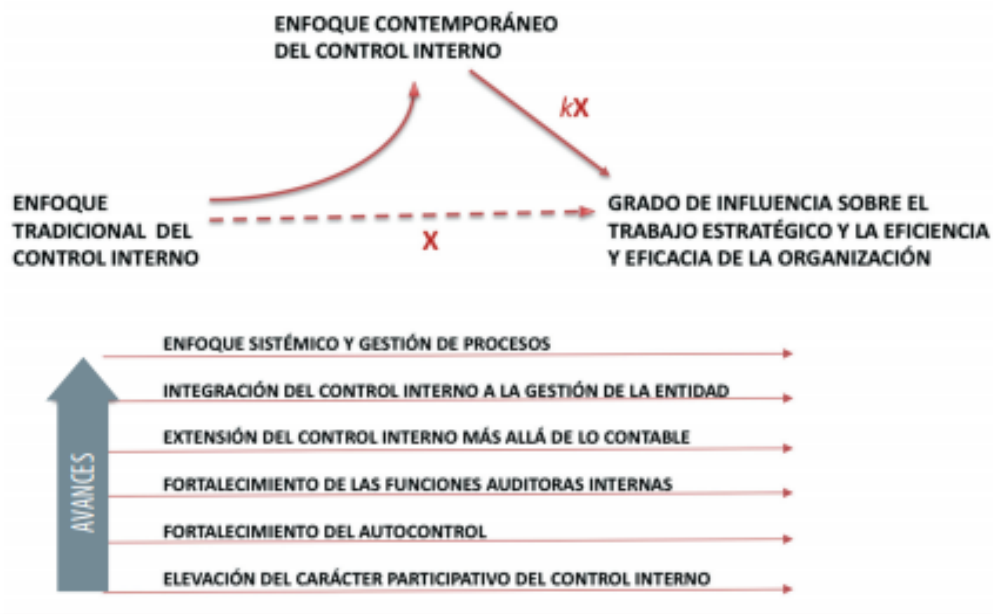 ENFOQUE CONTEMPORÁNEO
DEL CONTROL INTERNO
kX
ENFOQUE
TRADICIONAL DEL
CONTROL INTERNO
X
GRADO DE INFLUENCIA SOBRE EL
TRABAJO ESTRATÉGICO Y LA EFICIENCIA
Y EFICACIA DE LA ORGANIZACIÓN
AVANCES
ENFOQUE SISTÉMICO Y GESTIÓN DE PROCESOS
INTEGRACIÓN DEL CONTROL INTERNO A LA GESTIÓN DE LA ENTIDAD
EXTENSIÓN DEL CONTROL INTERNO MÁS ALLÁ DE LO CONTABLE
FORTALECIMIENTO DE LAS FUNCIONES AUDITORAS INTERNAS
FORTALECIMIENTO DEL AUTOCONTROL
ELEVACIÓN DEL CARÁCTER PARTICIPATIVO DEL CONTROL INTERNO